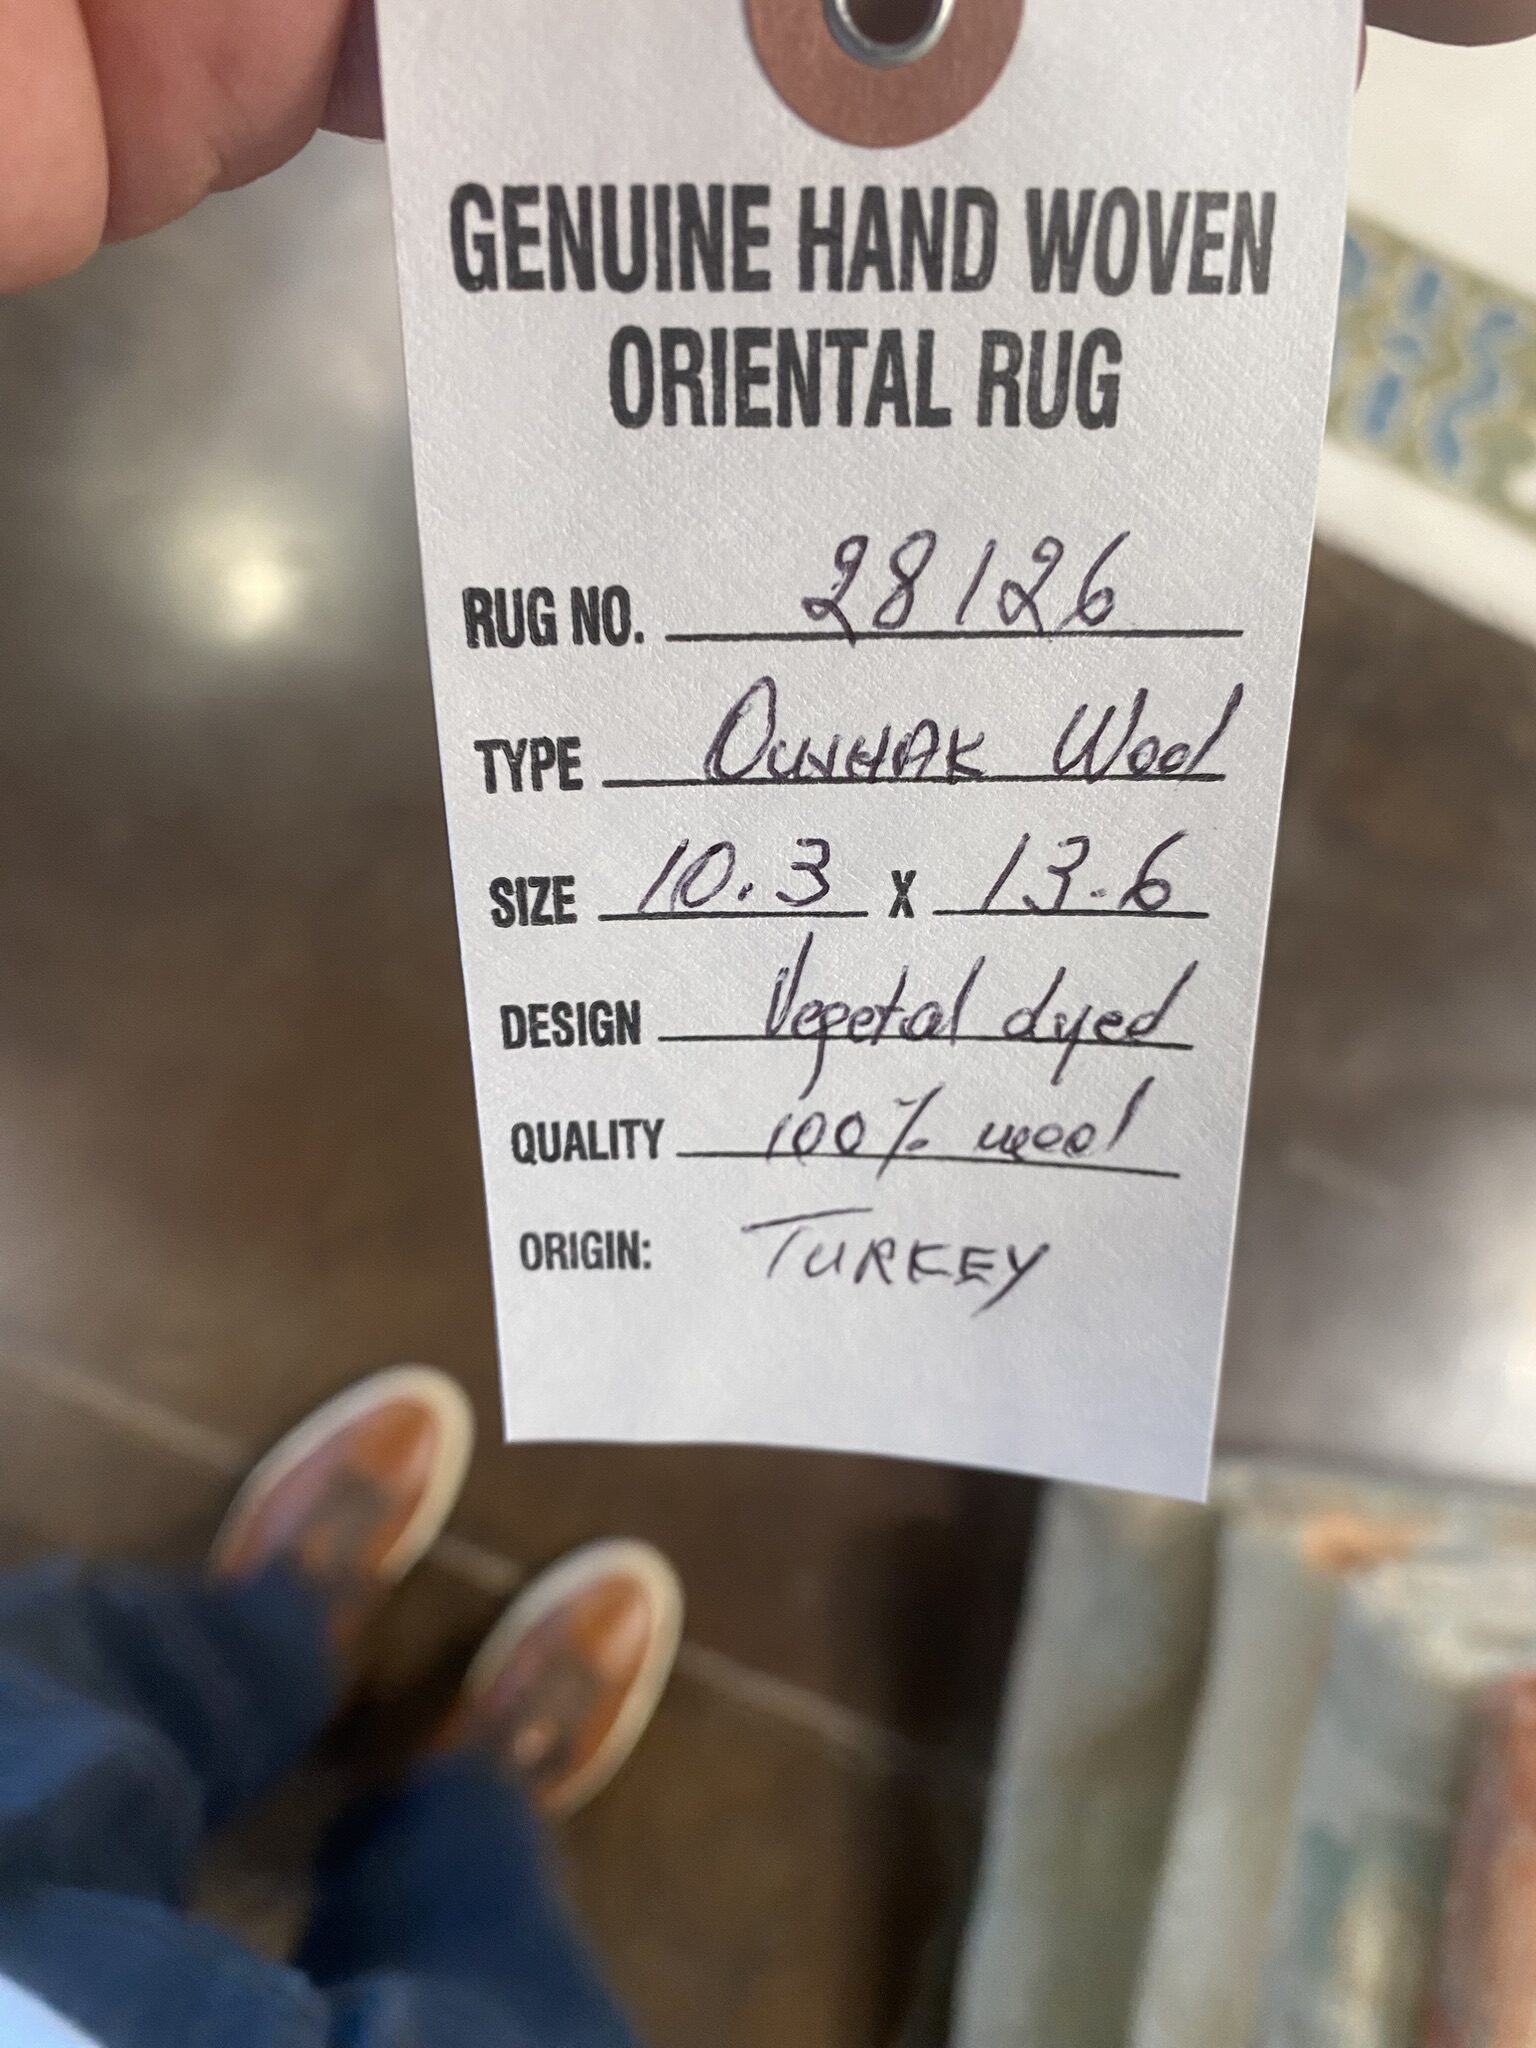 GENUINE HAND WOVEN
ORIENTAL RUG
RUG NO. 28126
TYPE Wool
SIZE 10.3 X 13.6
DESIGN Vegetal dyed
QUALITY 100% wool
ORIGIN: TURKEY